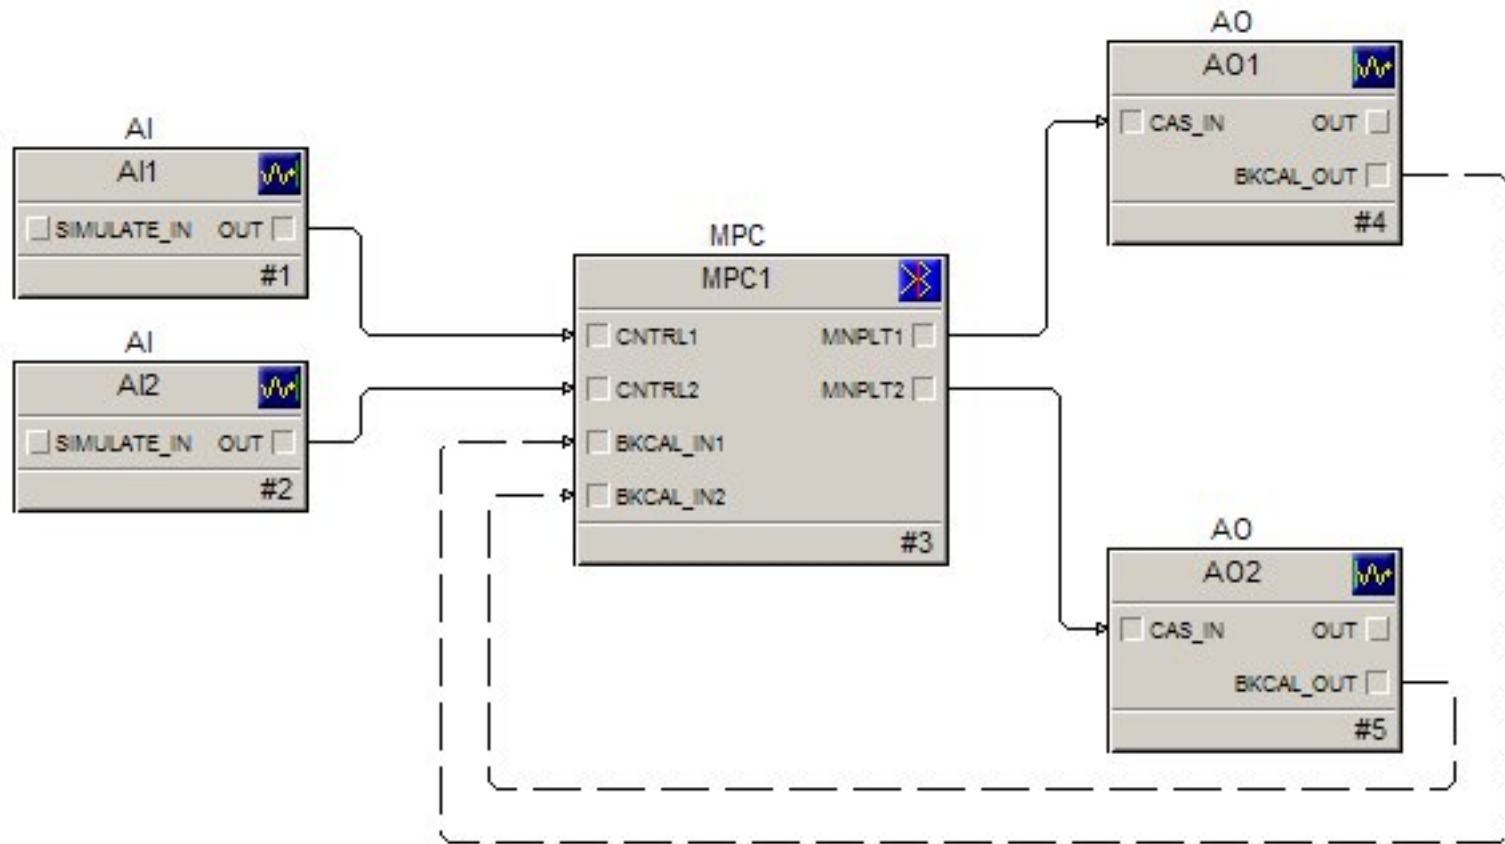 AI
AI1
SIMULATE_IN OUT
#1
AI
AI2
SIMULATE_IN OUT
#2
MPC
MPC1
CNTRL1 MNPLT1
CNTRL2 MNPLT2
BKCAL_IN1
BKCAL_IN2
#3
AO
AO1
CAS_IN OUT
BKCAL_OUT
#4
AO
AO2
CAS_IN OUT
BKCAL_OUT
#5